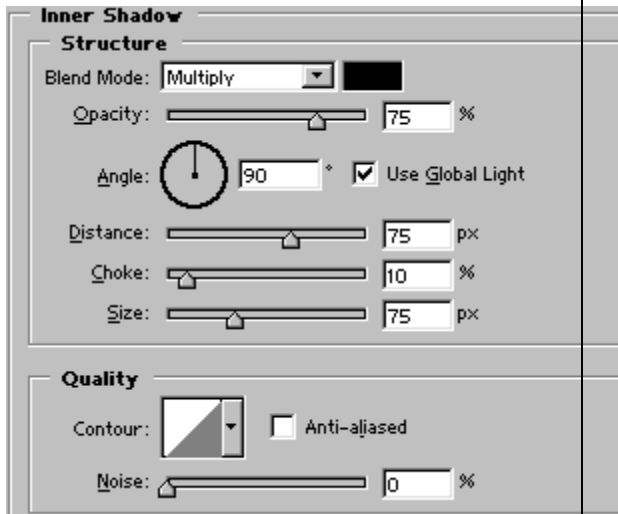 Inner Shadow
Structure
Blend Mode: Multiply
Opacity: 75 %
Angle: 90 ° Use Global Light
Distance: 75 px
Choke: 10 %
Size: 75 px
Quality
Contour: Anti-aliased
Noise: 0 %